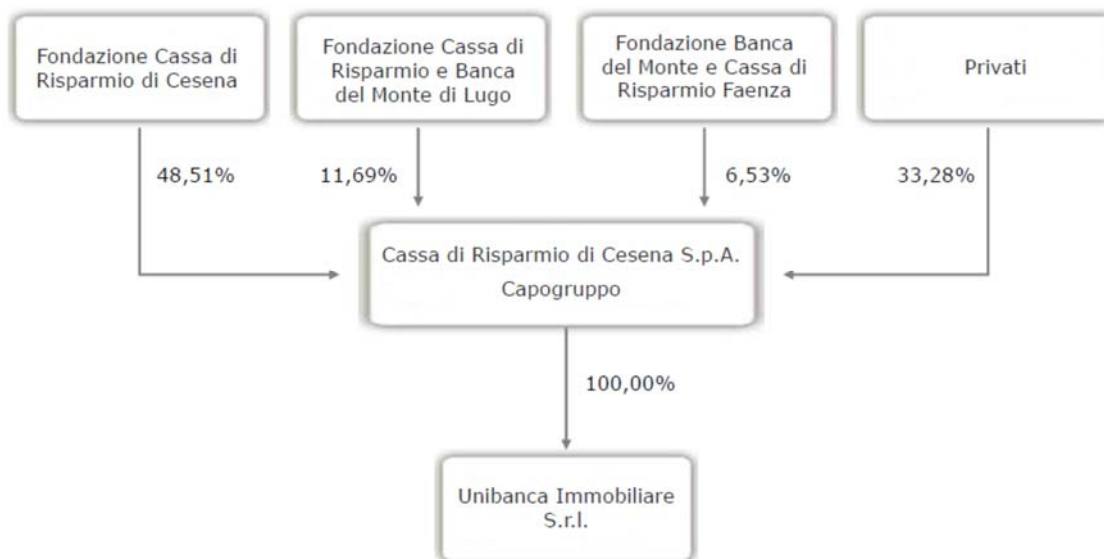 Fondazione Cassa di
Risparmio di Cesena
Fondazione Cassa di
Risparmio e Banca
del Monte di Lugo
Fondazione Banca
del Monte e Cassa di
Risparmio Faenza
Privati
48,51%
11,69%
6,53%
33,28%
Cassa di Risparmio di Cesena S.p.A.
Capogruppo
100,00%
Unibanca Immobiliare
S.r.l.